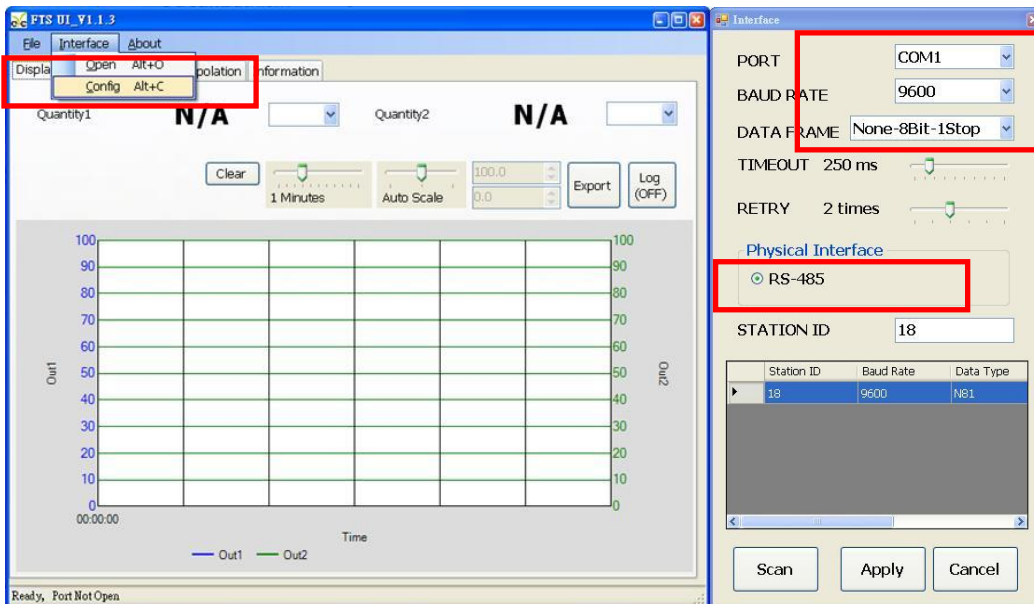 FTS UI_V1.1.3
File Interface About
Open Alt+O
Config Alt+C
Displa polation Information
Quantity1 N/A Quantity2 N/A
Clear
1 Minutes
Auto Scale
100.0
0.0
Export
Log
(OFF)
100 100
90 90
80 80
70 70
60 60
50 50
40 40
30 30
20 20
10 10
0 0
Out1
Out2
00:00:00
Time
Out1 Out2
Ready, Port Not Open
Interface
PORT COM1
BAUD RATE 9600
DATA FRAME None-8Bit-1Stop
TIMEOUT 250 ms
RETRY 2 times
Physical Interface
RS-485
STATION ID 18
Station ID Baud Rate Data Type
18 9600 N81
Scan Apply Cancel